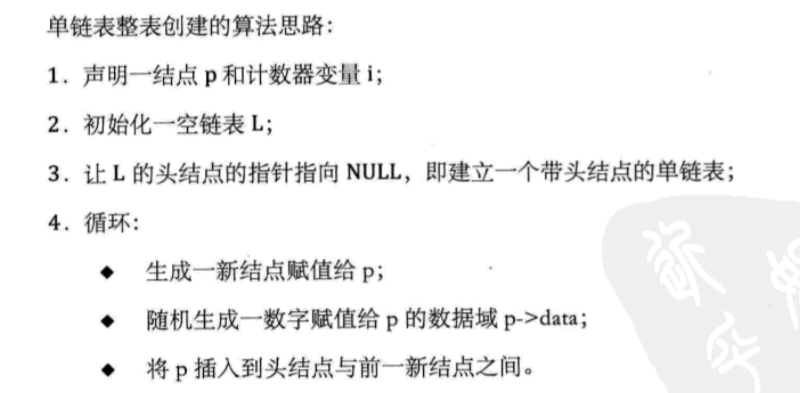 单链表整表创建的算法思路：
1．声明一结点 p 和计数器变量 i；
2．初始化一空链表 L；
3．让 L 的头结点的指针指向 NULL，即建立一个带头结点的单链表；
4．循环：
◆ 生成一新结点赋值给 p；
◆ 随机生成一数字赋值给 p 的数据域 p->data；
◆ 将 p 插入到头结点与前一新结点之间。